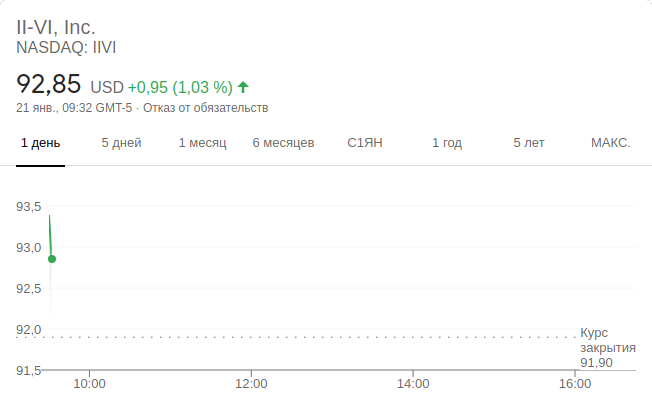 II-VI, Inc.
NASDAQ: IIVI
92,85 USD +0,95 (1,03 %)
21 янв., 09:32 GMT-5 · Отказ от обязательств
1 день 5 дней 1 месяц 6 месяцев С1ЯН 1 год 5 лет МАКС.
93,5
93,0
92,5
92,0
Курс
закрытия
91,90
91,5
10:00 12:00 14:00 16:00